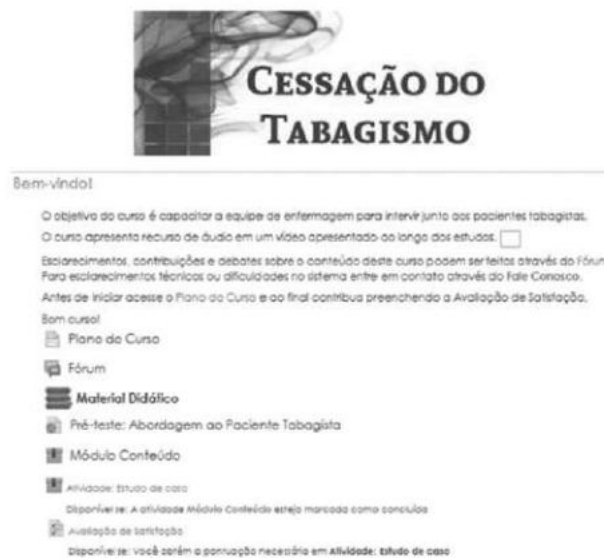 CESSAÇÃO DO
TABAGISMO
Bem-vindo!
O objetivo do curso é capacitar a equipe de enfermagem para intervir junto aos pacientes tabagistas.
O curso apresenta recurso de áudio em um vídeo apresentado ao longo dos estudos.
Esclarecimentos, contribuições e debates sobre o conteúdo deste curso podem ser feitos através do Fórum
Para esclarecimentos técnicos ou dificuldades no sistema entre em contato através do Fale Conosco.
Antes de iniciar acesse o Plano de Curso e ao final contribua preenchendo a Avaliação de Satisfação.
Bom curso!
Plano de Curso
Fórum
Material Didático
Pré-teste: Abordagem ao Paciente Tabagista
Módulo Conteúdo
Atividade: Estudo de caso
Disponível se: A atividade Módulo Conteúdo esteja marcada como concluída
Avaliação de Satisfação
Disponível se: você obtém a pontuação necessária em Atividade: Estudo de caso